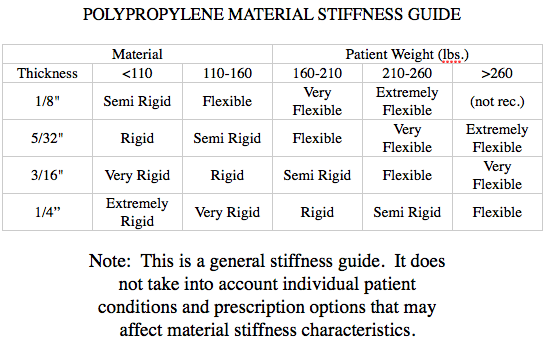 POLYPROPYLENE MATERIAL STIFFNESS GUIDE
Material Patient Weight (lbs.)
Thickness <110 110-160 160-210 210-260 >260
1/8" Semi Rigid Flexible Very Flexible Extremely Flexible (not rec.)
5/32" Rigid Semi Rigid Flexible Very Flexible Extremely Flexible
3/16" Very Rigid Rigid Semi Rigid Flexible Very Flexible
1/4” Extremely Rigid Very Rigid Rigid Semi Rigid Flexible
Note: This is a general stiffness guide. It does
not take into account individual patient
conditions and prescription options that may
affect material stiffness characteristics.